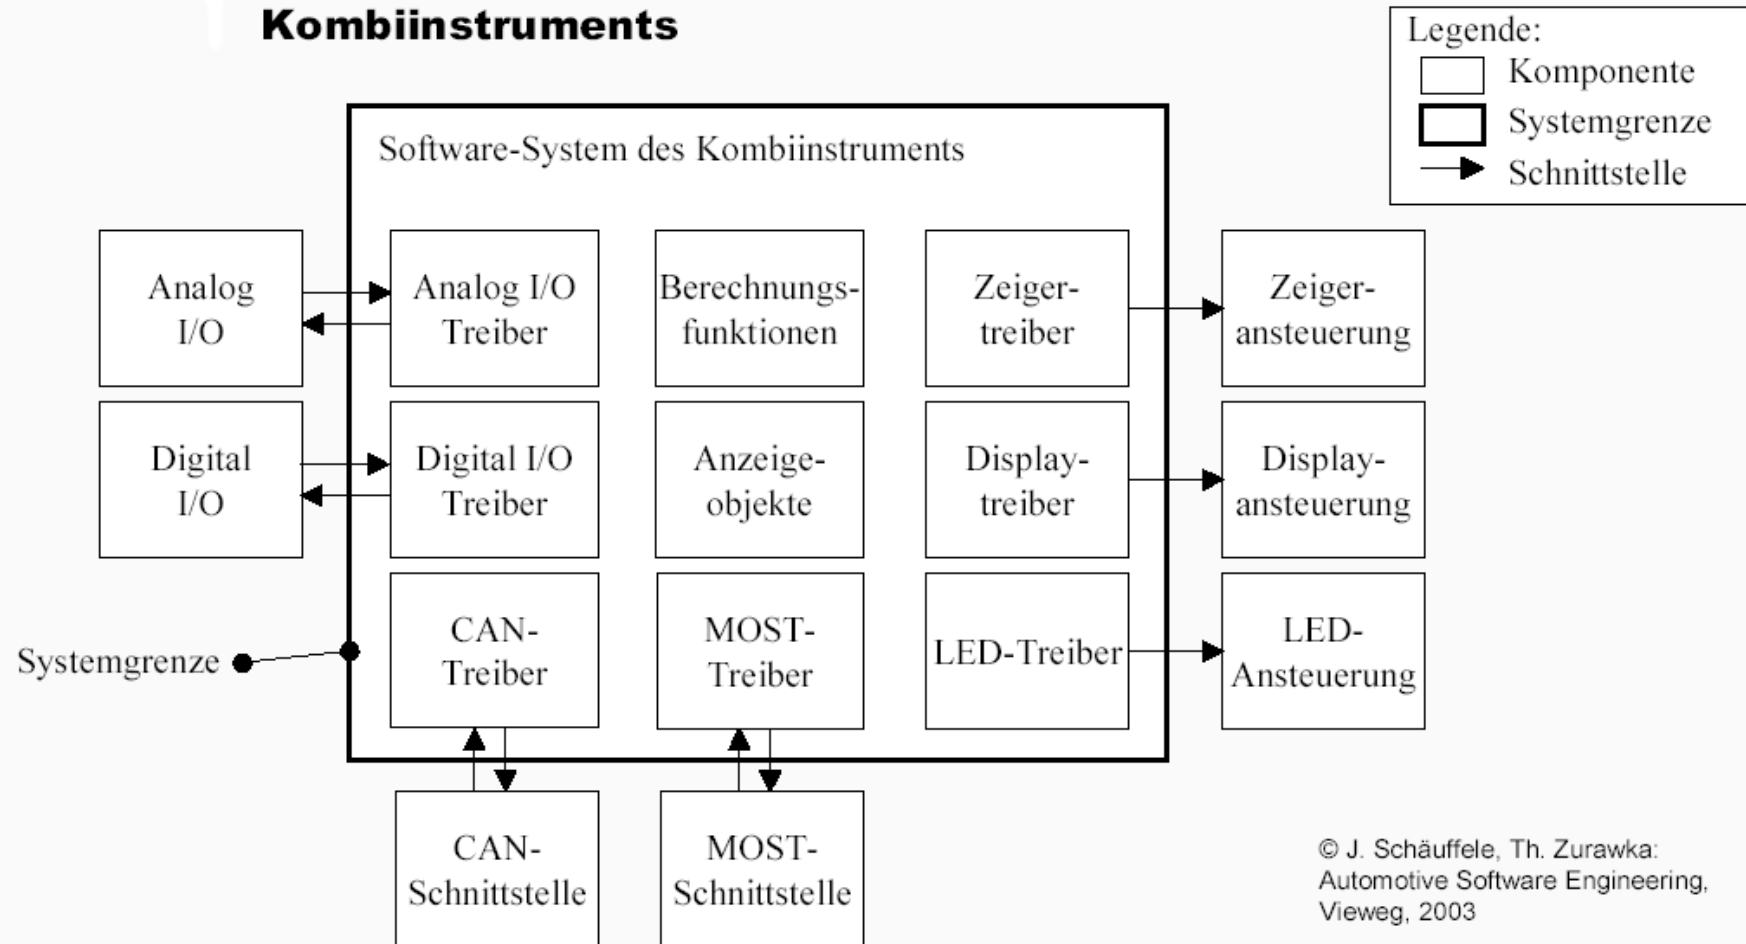 Kombiinstruments
Legende:
Komponente
Systemgrenze
Schnittstelle
Software-System des Kombiinstruments
Analog
I/O
Analog I/O
Treiber
Berechnungs-
funktionen
Zeiger-
treiber
Zeiger-
ansteuerung
Digital
I/O
Digital I/O
Treiber
Anzeige-
objekte
Display-
treiber
Display-
ansteuerung
Systemgrenze
CAN-
Treiber
MOST-
Treiber
LED-Treiber
LED-
Ansteuerung
CAN-
Schnittstelle
MOST-
Schnittstelle
© J. Schäuffele, Th. Zurawka:
Automotive Software Engineering,
Vieweg, 2003